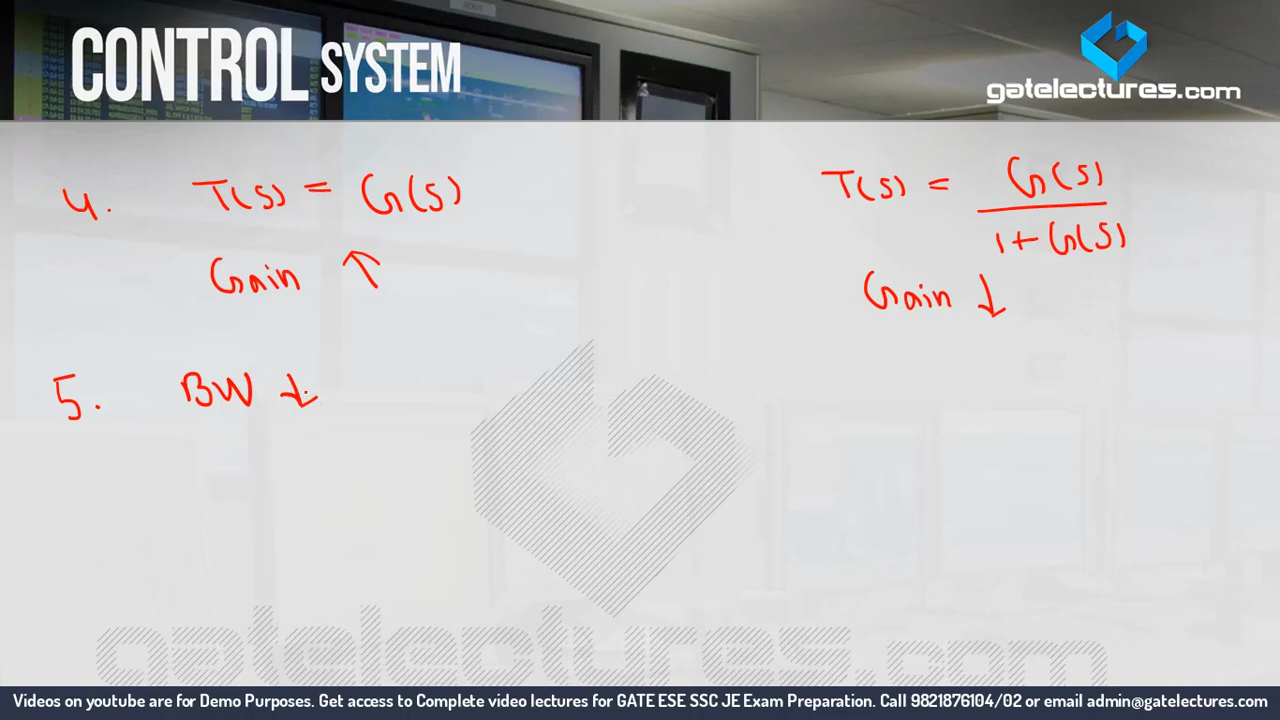 CONTROL SYSTEM
gatelectures.com
4. T(s) = G(s)
T(s) = G(s) / 1 + G(s)
Gain ↑
Gain ↓
5. BW ↓
gatelectures.com
Videos on youtube are for Demo Purposes. Get access to Complete video lectures for GATE ESE SSC JE Exam Preparation. Call 9821876104/02 or email admin@gatelectures.com